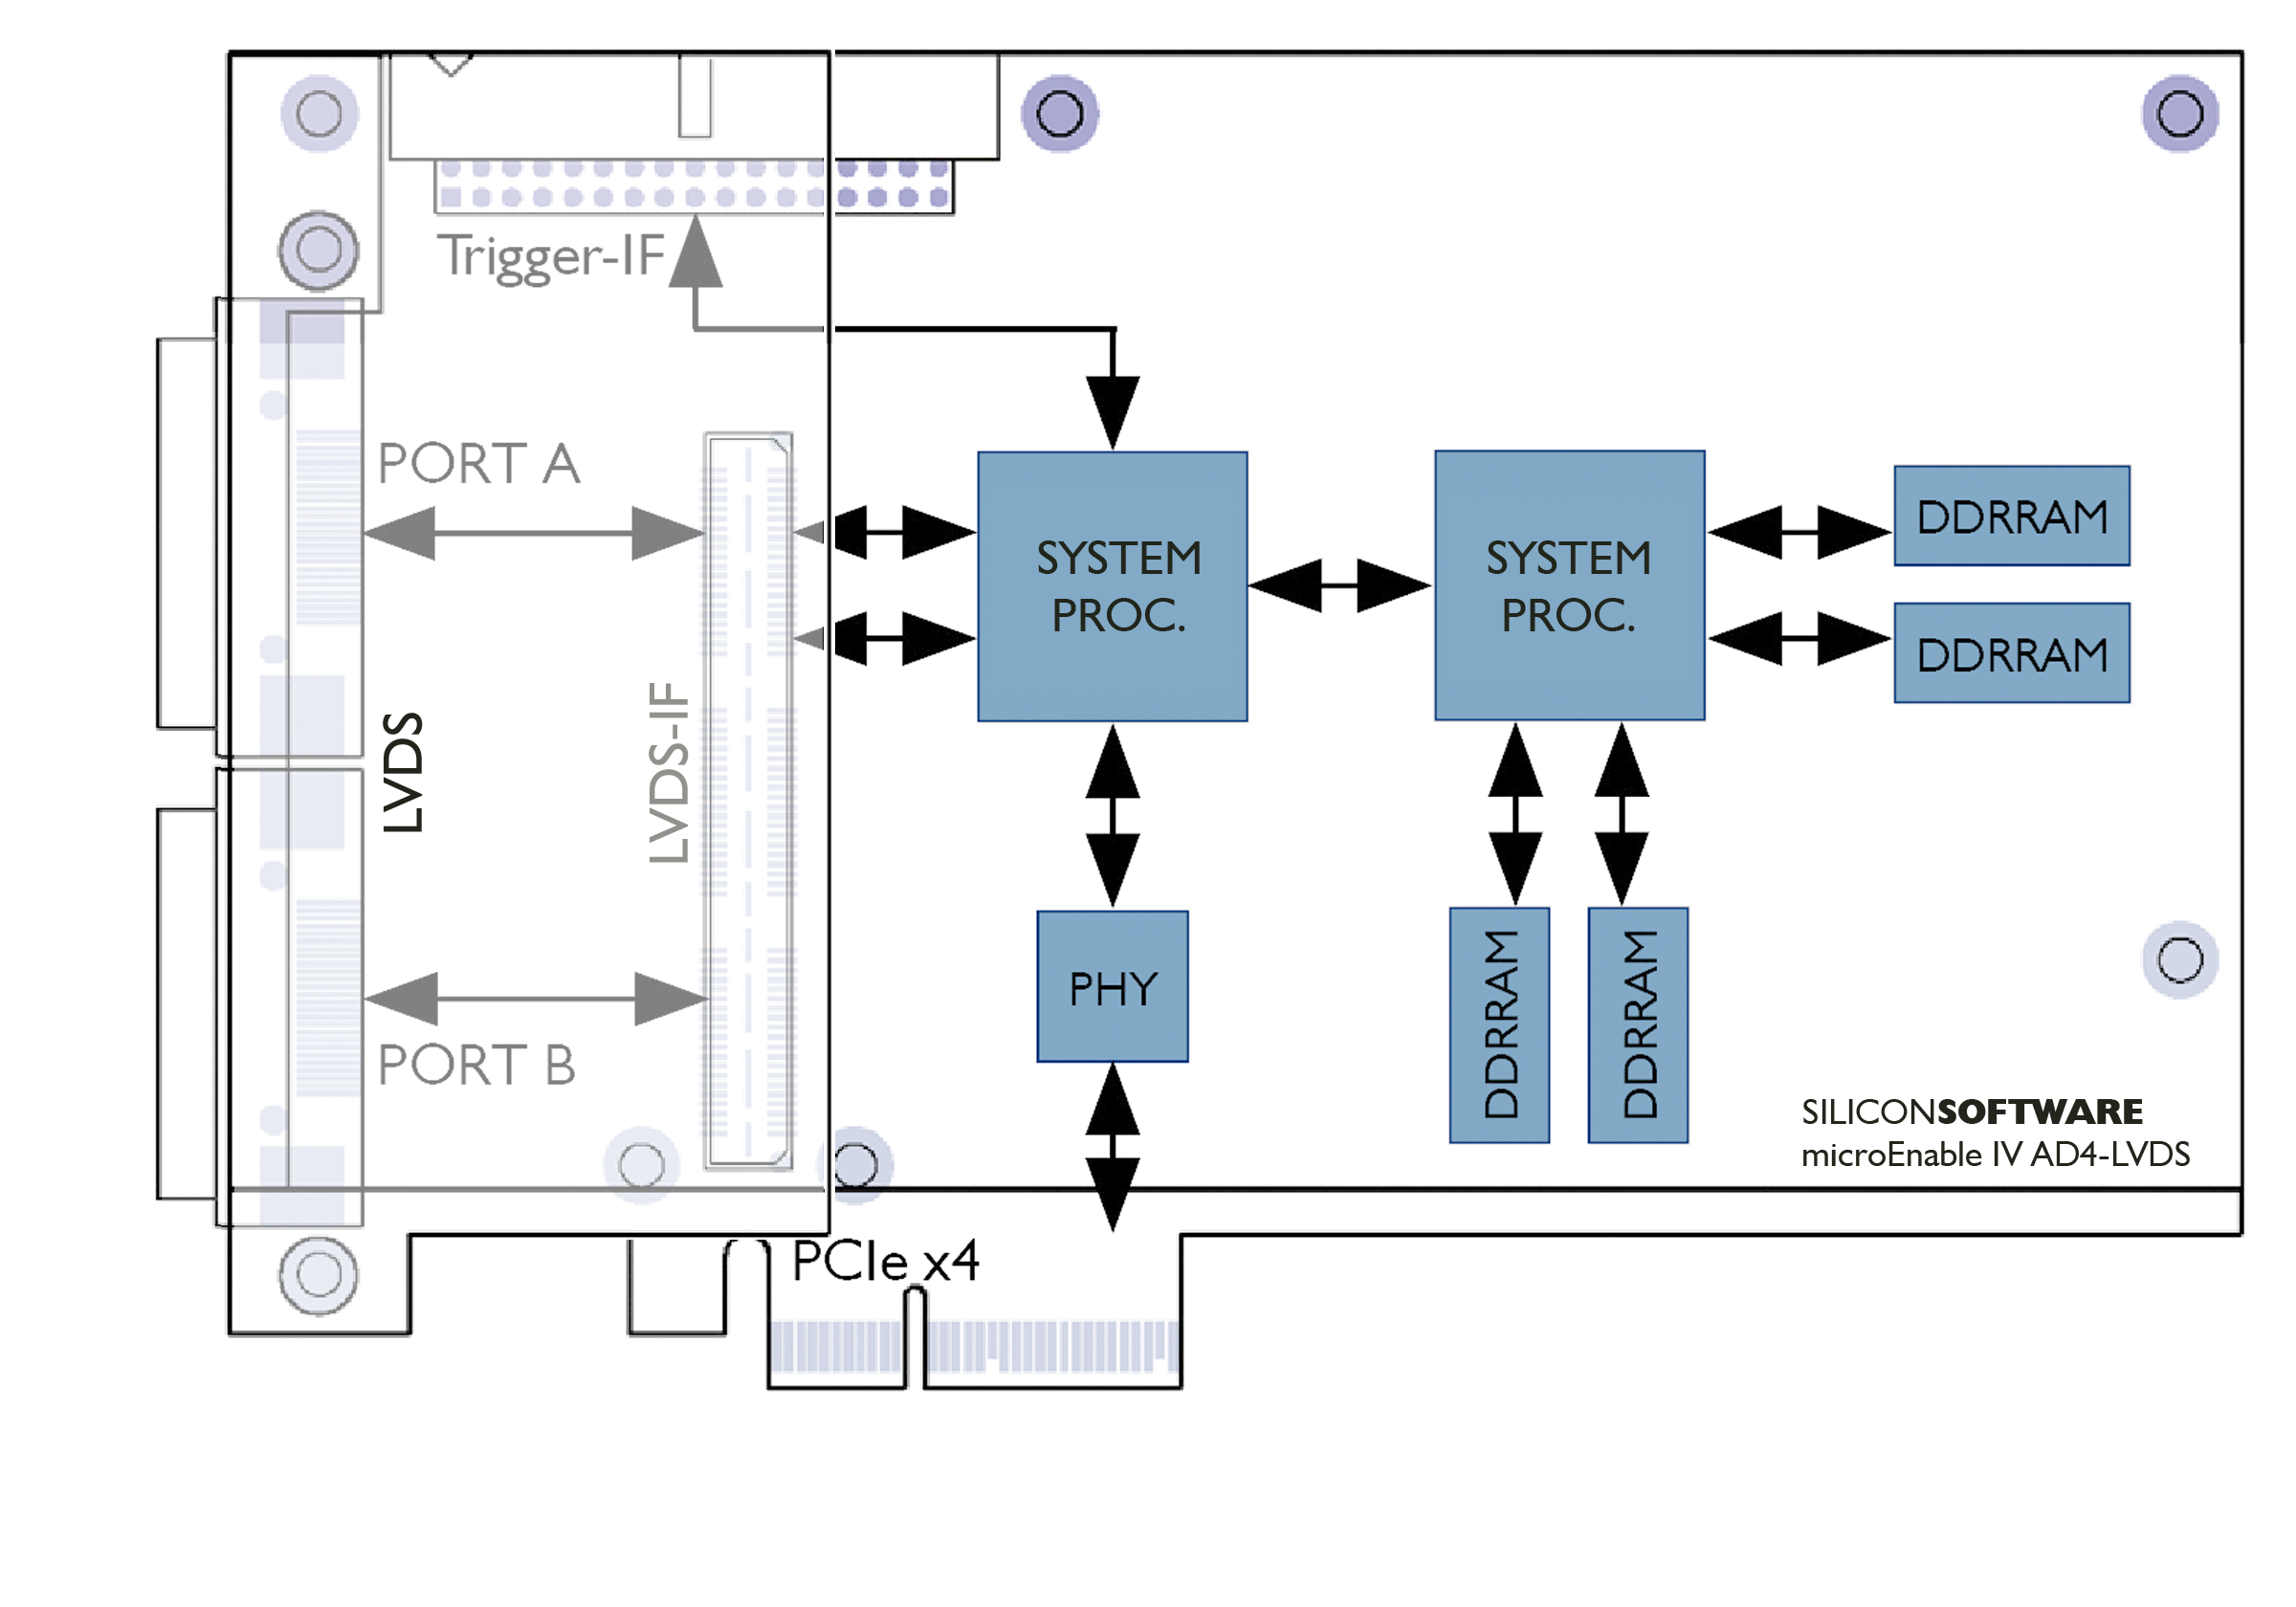 Trigger-IF
PORT A
SYSTEM
PROC.
SYSTEM
PROC.
DDRRAM
DDRRAM
LVDS
LVDS-IF
PHY
DDRRAM
DDRRAM
PORT B
SILICONSOFTWARE
microEnable IV AD4-LVDS
PCIe x4